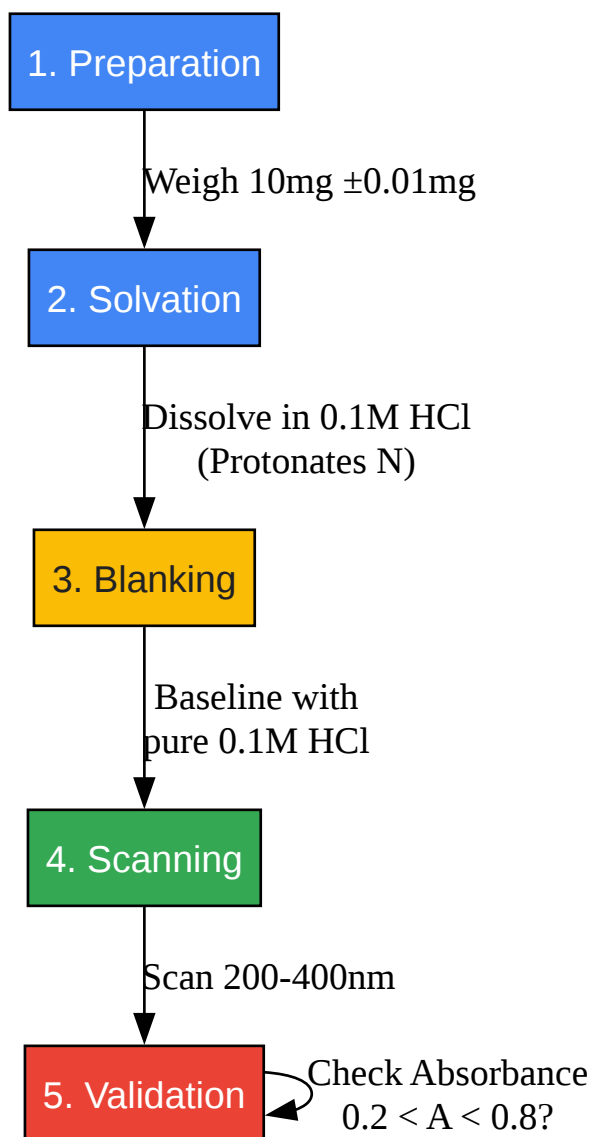 1. Preparation
Weigh 10mg ±0.01mg
2. Solvation
Dissolve in 0.1M HCl
(Protonates N)
3. Blanking
Baseline with
pure 0.1M HCl
4. Scanning
Scan 200-400nm
5. Validation
Check Absorbance
0.2 < A < 0.8?